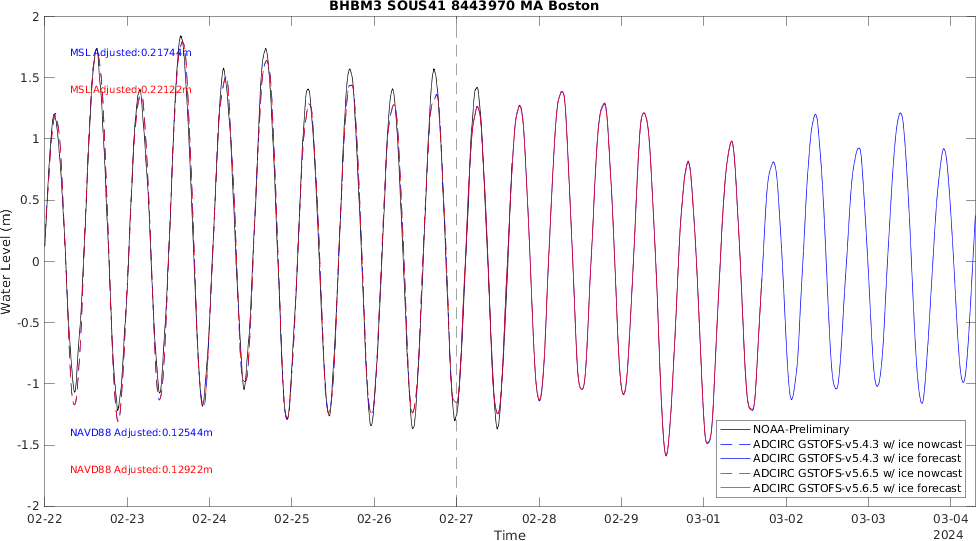 BHBM3 SOUS41 8443970 MA Boston
2
1.5
1
0.5
0
-0.5
-1
-1.5
-2
Water Level (m)
MSL Adjusted:0.21744m
MSL Adjusted:0.22122m
NAVD88 Adjusted:0.12544m
NAVD88 Adjusted:0.12922m
NOAA-Preliminary
ADCIRC GSTOFS-v5.4.3 w/ ice nowcast
ADCIRC GSTOFS-v5.4.3 w/ ice forecast
ADCIRC GSTOFS-v5.6.5 w/ ice nowcast
ADCIRC GSTOFS-v5.6.5 w/ ice forecast
02-22 02-23 02-24 02-25 02-26 02-27 02-28 02-29 03-01 03-02 03-03 03-04
Time
2024